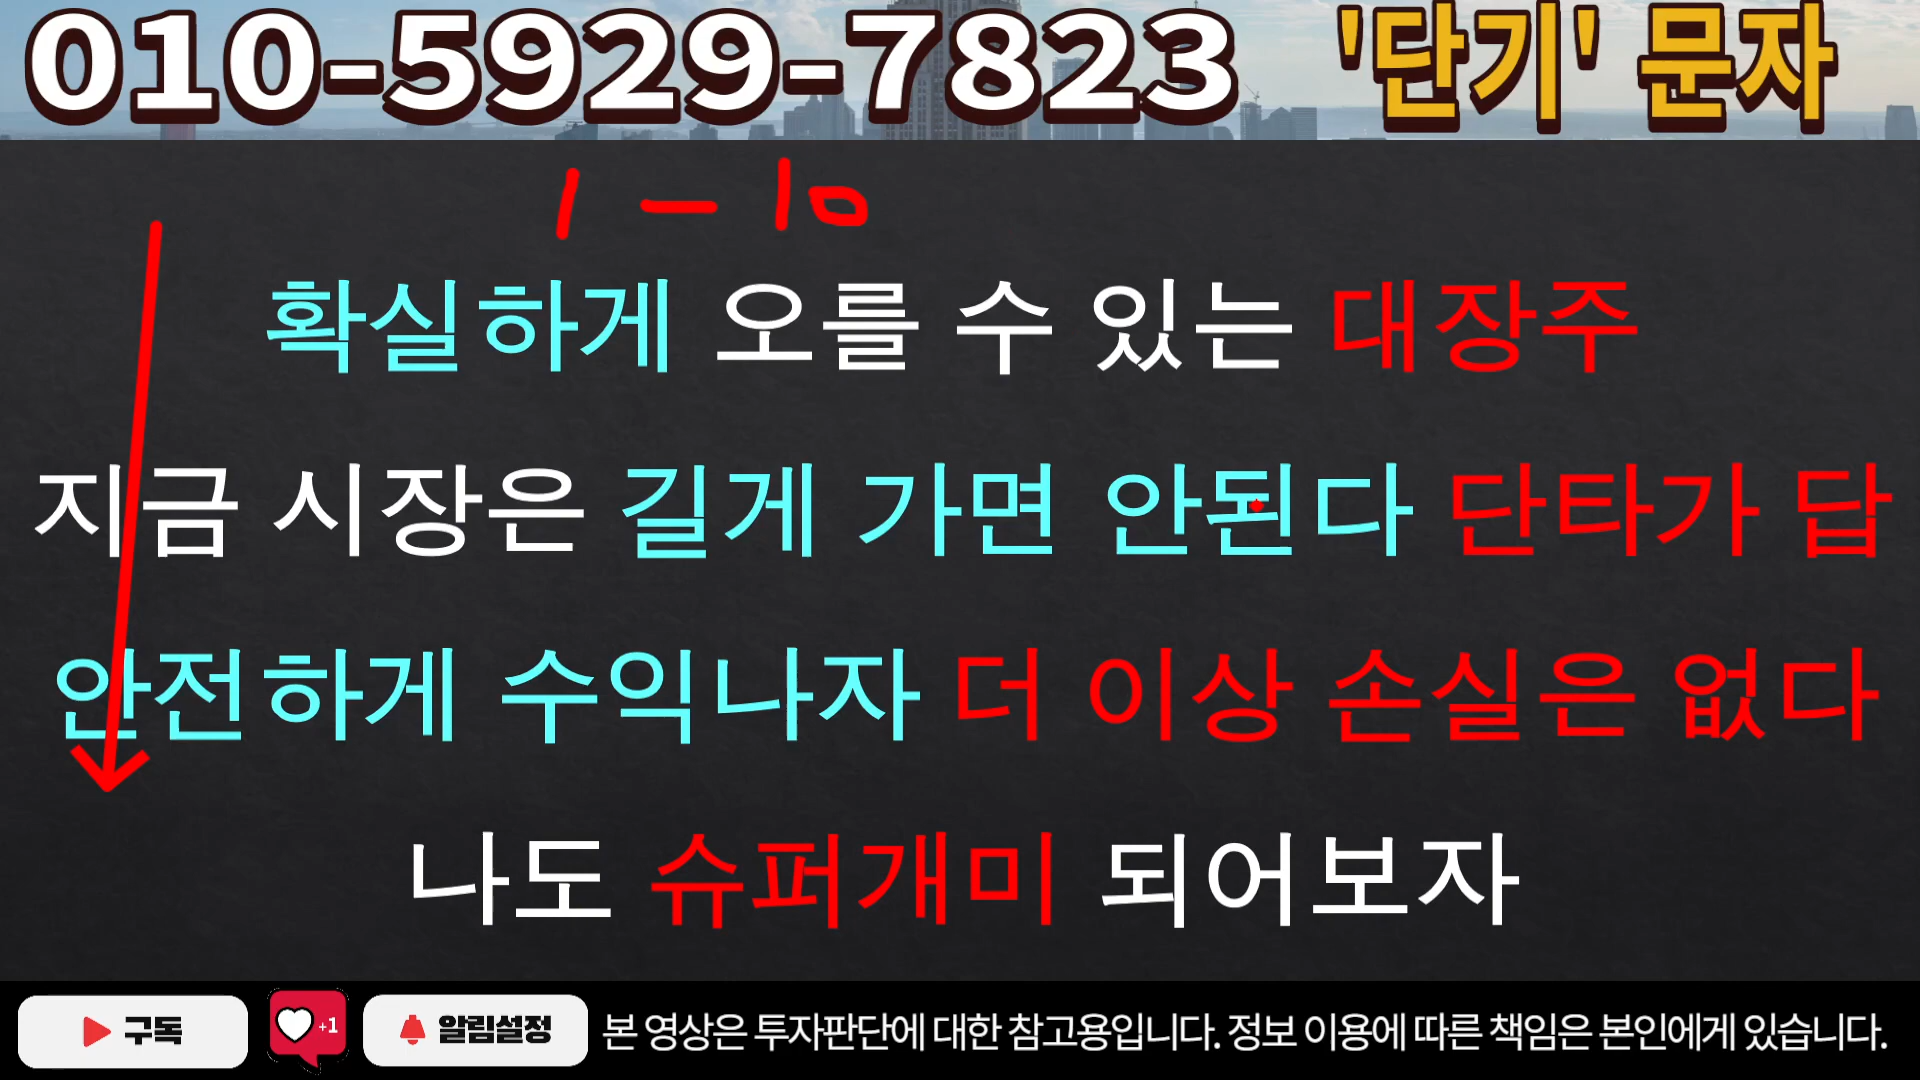 010-5929-7823 '단기' 문자
1 - 10
확실하게 오를 수 있는 대장주
지금 시장은 길게 가면 안된다 단타가 답
안전하게 수익나자 더 이상 손실은 없다
나도 슈퍼개미 되어보자
구독 +1 알림설정 본 영상은 투자판단에 대한 참고용입니다. 정보 이용에 따른 책임은 본인에게 있습니다.